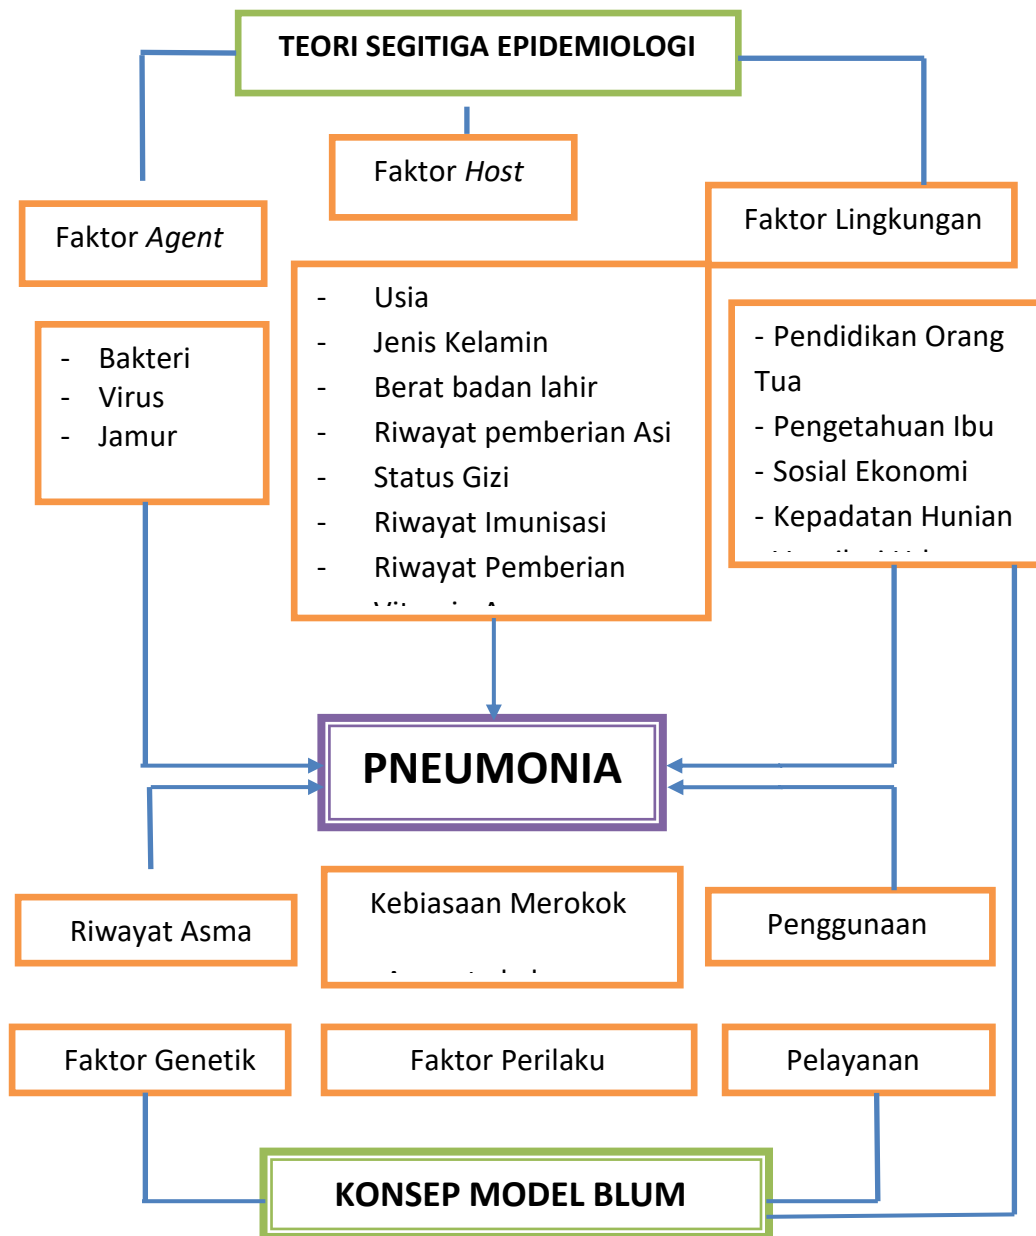 TEORI SEGITIGA EPIDEMIOLOGI
Faktor Host
Faktor Agent
Faktor Lingkungan
- Bakteri
- Virus
- Jamur
- Usia
- Jenis Kelamin
- Berat badan lahir
- Riwayat pemberian Asi
- Status Gizi
- Riwayat Imunisasi
- Riwayat Pemberian
- Pendidikan Orang
Tua
- Pengetahuan Ibu
- Sosial Ekonomi
- Kepadatan Hunian
PNEUMONIA
Riwayat Asma
Kebiasaan Merokok
Penggunaan
Faktor Genetik
Faktor Perilaku
Pelayanan
KONSEP MODEL BLUM